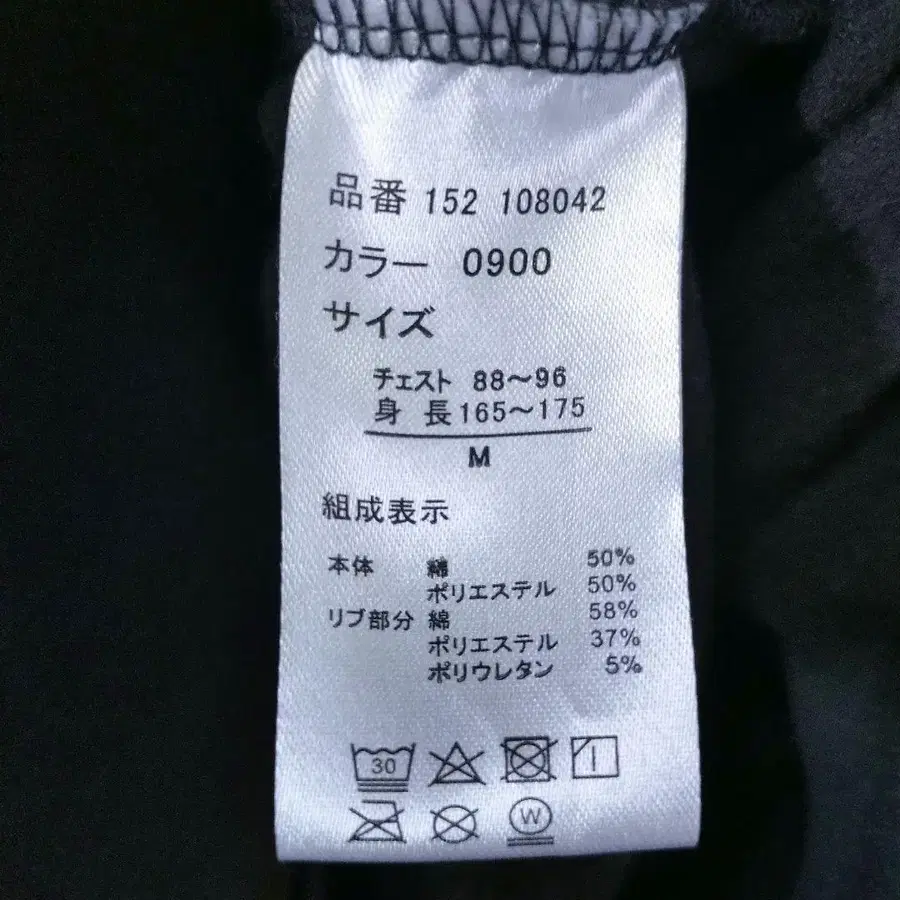 品番 152 108042
カラー 0900
サイズ
チェスト 88～96
身長 165～175
M
組成表示
本体 綿 50%
ポリエステル 50%
リブ部分 綿 58%
ポリエステル 37%
ポリウレタン 5%
30
W